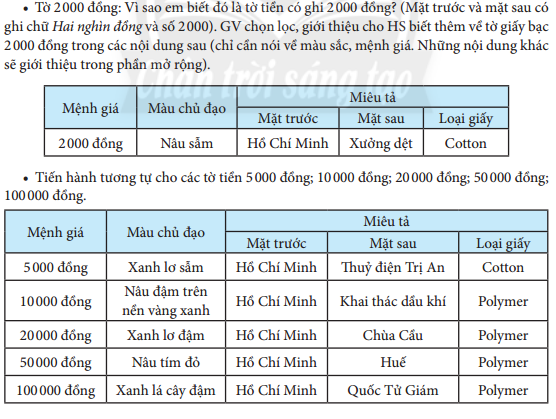 • Tờ 2 000 đồng: Vì sao em biết đó là tờ tiền có ghi 2 000 đồng? (Mặt trước và mặt sau có
ghi chữ Hai nghìn đồng và số 2 000). GV chọn lọc, giới thiệu cho HS biết thêm về tờ giấy bạc
2 000 đồng trong các nội dung sau (chỉ cần nói về màu sắc, mệnh giá. Những nội dung khác
sẽ giới thiệu trong phần mở rộng).
Chân trời sáng tạo
Mệnh giá Màu chủ đạo Miêu tả
Mặt trước Mặt sau Loại giấy
2 000 đồng Nâu sẫm Hồ Chí Minh Xưởng dệt Cotton
• Tiến hành tương tự cho các tờ tiền 5 000 đồng; 10 000 đồng; 20 000 đồng; 50 000 đồng;
100 000 đồng.
Mệnh giá Màu chủ đạo Miêu tả
Mặt trước Mặt sau Loại giấy
5 000 đồng Xanh lơ sẫm Hồ Chí Minh Thuỷ điện Trị An Cotton
10 000 đồng Nâu đậm trên
nền vàng xanh Hồ Chí Minh Khai thác dầu khí Polymer
20 000 đồng Xanh lơ đậm Hồ Chí Minh Chùa Cầu Polymer
50 000 đồng Nâu tím đỏ Hồ Chí Minh Huế Polymer
100 000 đồng Xanh lá cây đậm Hồ Chí Minh Quốc Tử Giám Polymer